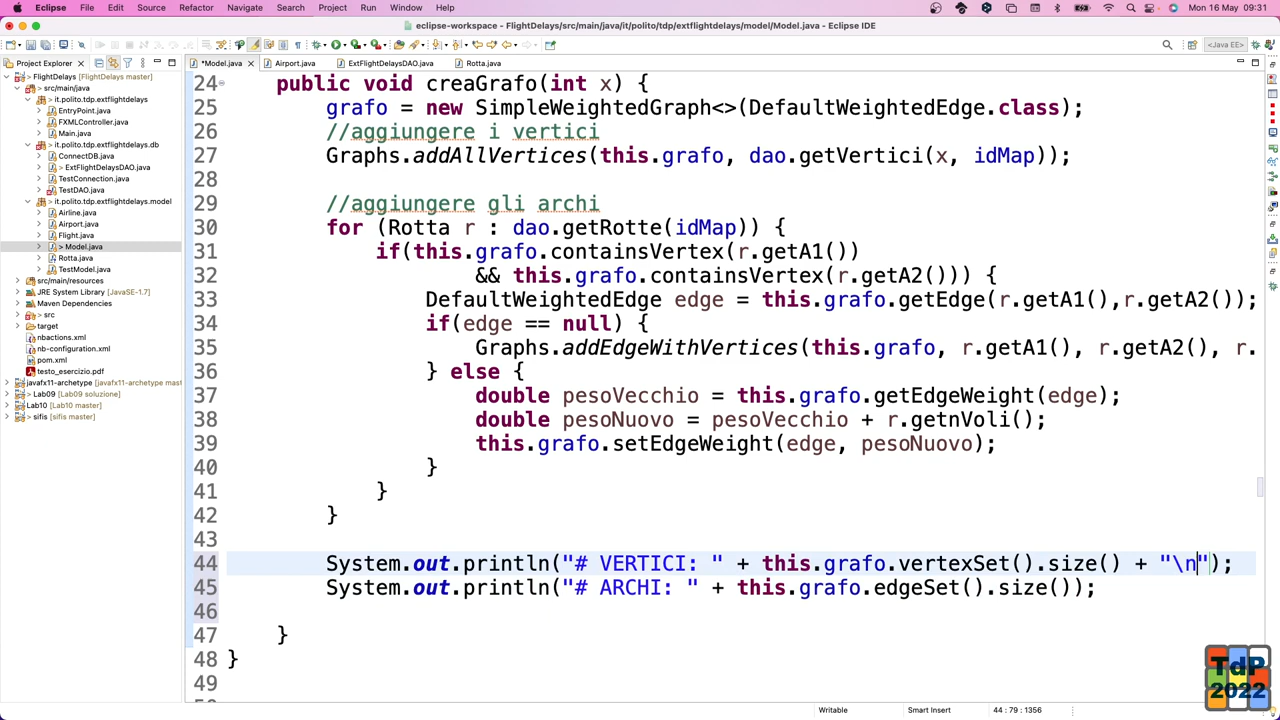 Eclipse File Edit Source Refactor Navigate Search Project Run Window Help Mon 16 May 09:31
eclipse-workspace - FlightDelays/src/main/java/it/polito/tdp/extflightdelays/model/Model.java - Eclipse IDE
<Java EE>
Project Explorer
*Model.java Airport.java ExtFlightDelaysDAO.java Rotta.java
FlightDelays [FlightDelays master]
src/main/java
it.polito.tdp.extflightdelays
EntryPoint.java
FXMLController.java
Main.java
it.polito.tdp.extflightdelays.db
ConnectDB.java
> ExtFlightDelaysDAO.java
TestConnection.java
TestDAO.java
it.polito.tdp.extflightdelays.model
Airline.java
Airport.java
Flight.java
> Model.java
Rotta.java
TestModel.java
src/main/resources
JRE System Library [JavaSE-1.7]
Maven Dependencies
> src
target
nbactions.xml
nb-configuration.xml
pom.xml
testo_esercizio.pdf
javafx11-archetype [javafx11-archetype mast
> Lab09 [Lab09 soluzione]
Lab10 [Lab10 master]
> sifis [sifis master]
24 public void creaGrafo(int x) {
25 grafo = new SimpleWeightedGraph<>(DefaultWeightedEdge.class);
26 //aggiungere i vertici
27 Graphs.addAllVertices(this.grafo, dao.getVertici(x, idMap));
28
29 //aggiungere gli archi
30 for (Rotta r : dao.getRotte(idMap)) {
31 if(this.grafo.containsVertex(r.getA1())
32 && this.grafo.containsVertex(r.getA2())) {
33 DefaultWeightedEdge edge = this.grafo.getEdge(r.getA1(),r.getA2());
34 if(edge == null) {
35 Graphs.addEdgeWithVertices(this.grafo, r.getA1(), r.getA2(), r.
36 } else {
37 double pesoVecchio = this.grafo.getEdgeWeight(edge);
38 double pesoNuovo = pesoVecchio + r.getnVoli();
39 this.grafo.setEdgeWeight(edge, pesoNuovo);
40 }
41 }
42 }
43
44 System.out.println("# VERTICI: " + this.grafo.vertexSet().size() + "\n");
45 System.out.println("# ARCHI: " + this.grafo.edgeSet().size());
46
47 }
48 }
49
Writable Smart Insert 44 : 79 : 1356
TdP
2022